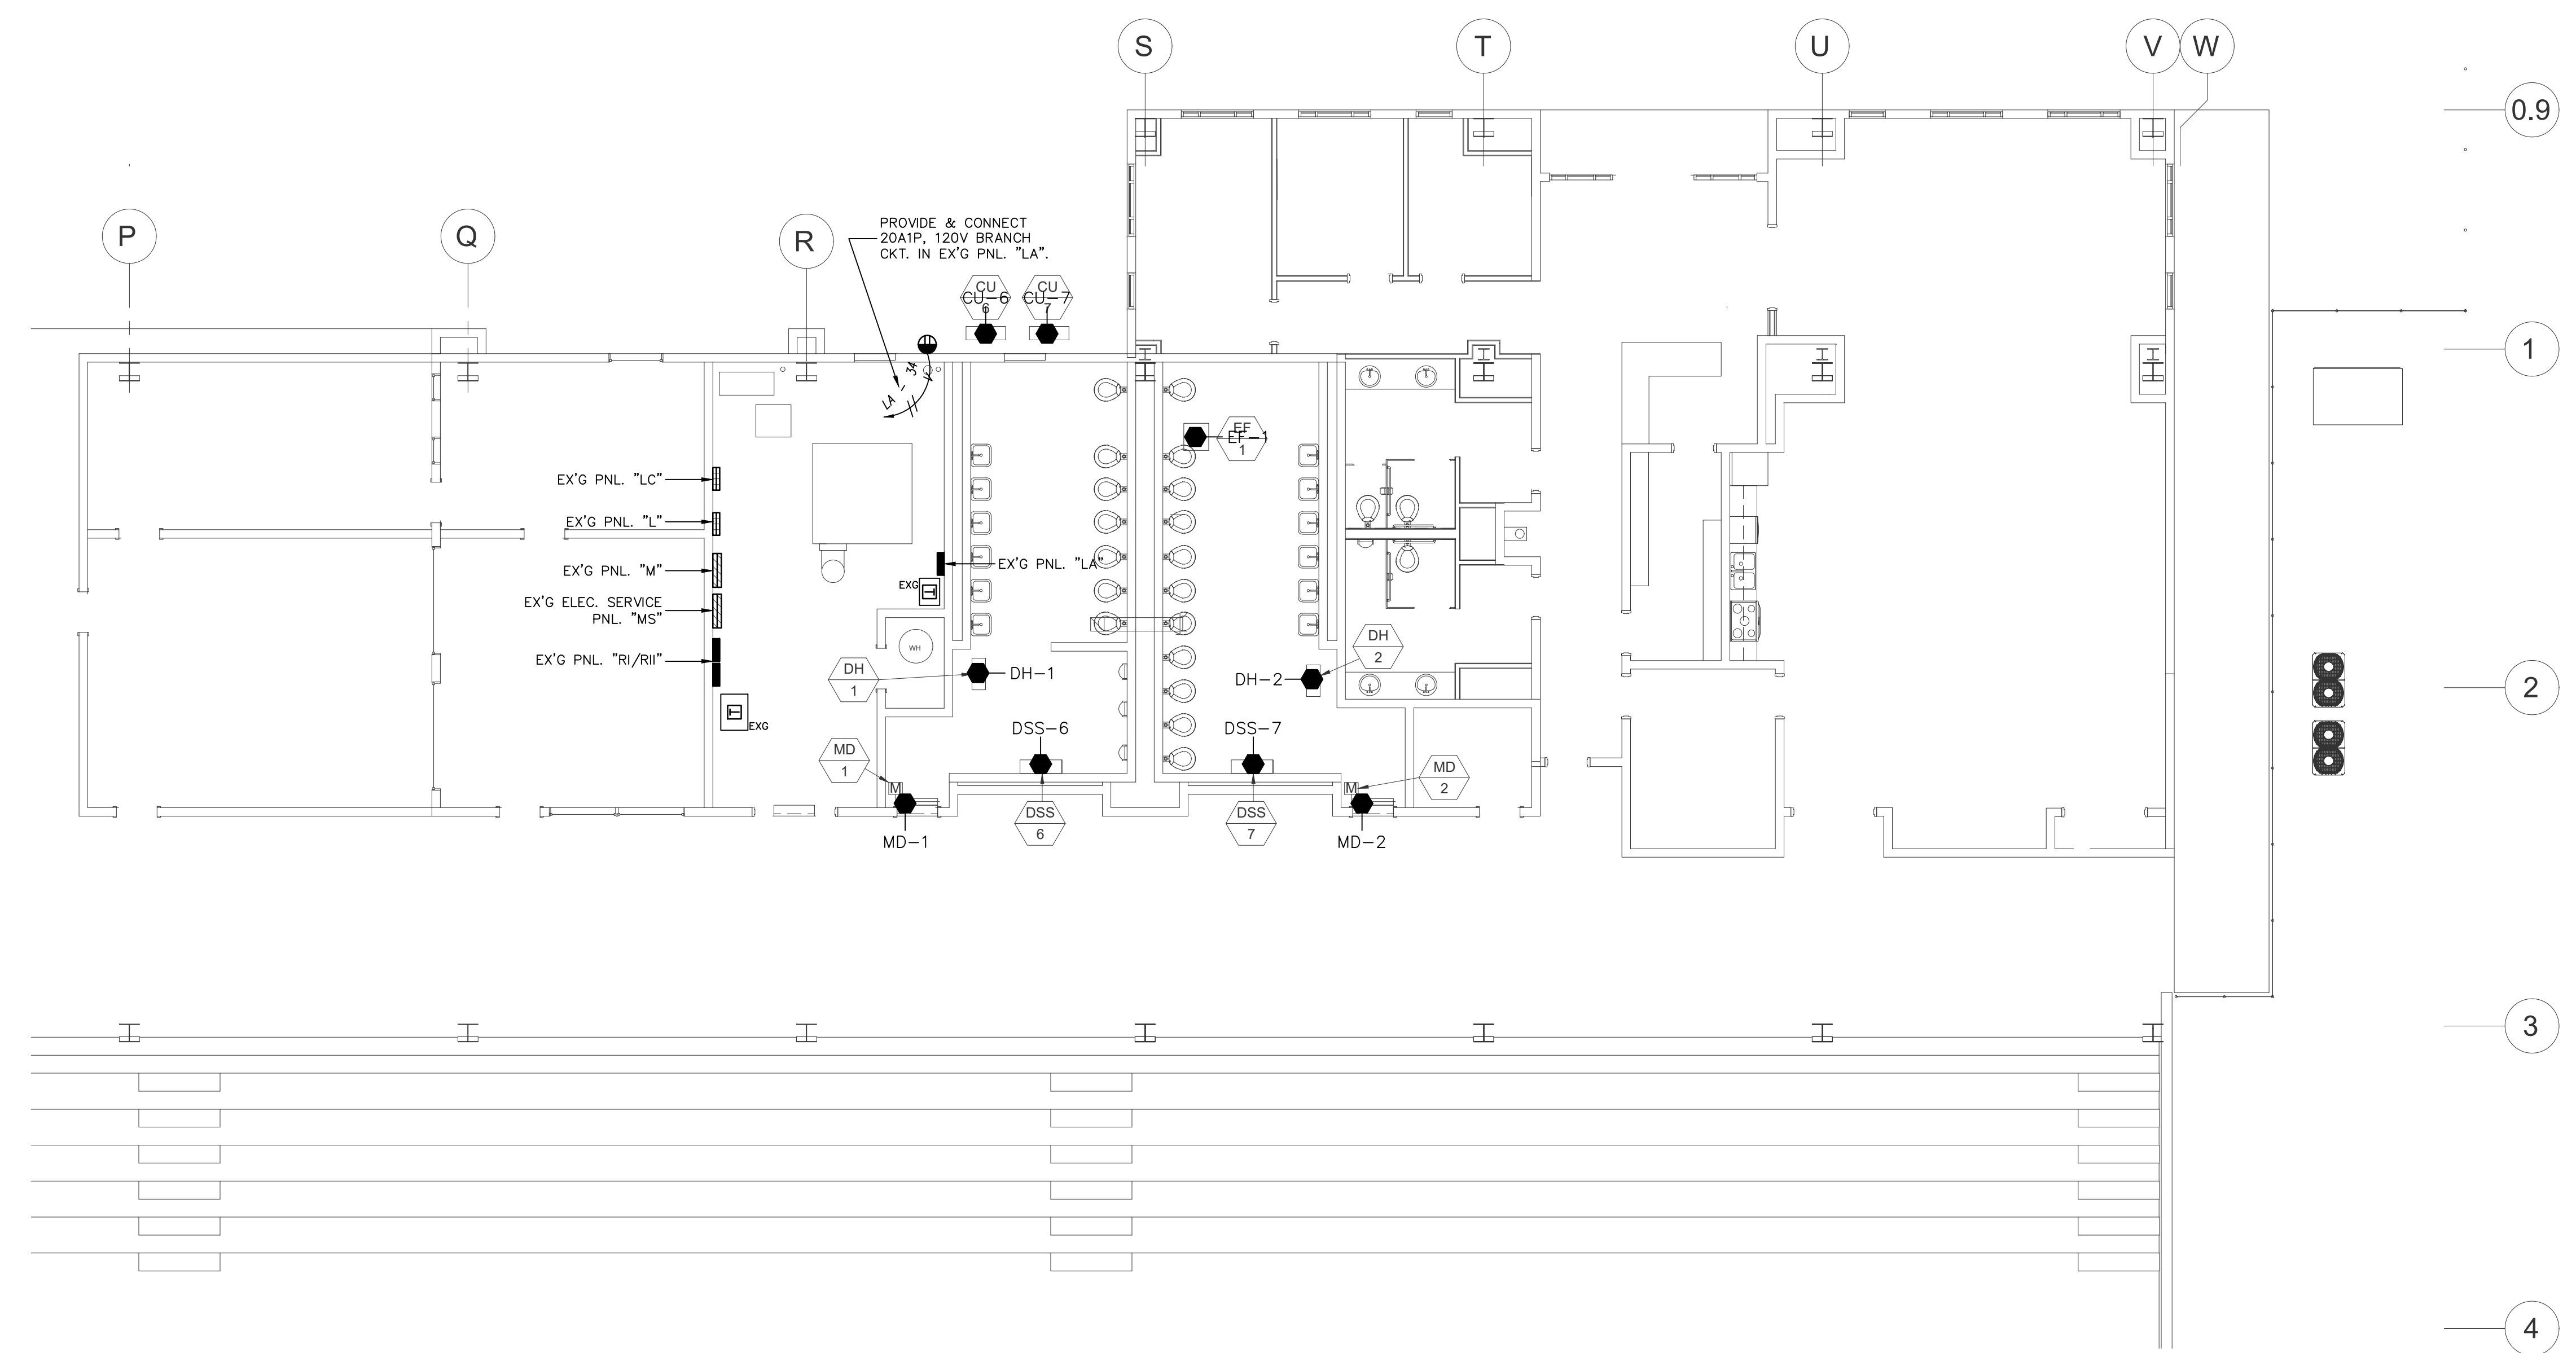 S
T
U
V
W
0.9
P
Q
R
PROVIDE & CONNECT
20A1P, 120V BRANCH
CKT. IN EX'G PNL. "LA".
CU
CU-6
6
CU
CU-7
7
1
LA - 34
EF
EF-1
1
EX'G PNL. "LC"
EX'G PNL. "L"
EX'G PNL. "M"
EX'G PNL. "LA"
EXG
EX'G ELEC. SERVICE
PNL. "MS"
EX'G PNL. "RI/RII"
WH
DH
1
DH-1
DH
2
DH-2
2
EXG
DSS-6
DSS-7
MD
1
M
MD
2
M
DSS
6
DSS
7
MD-1
MD-2
3
4